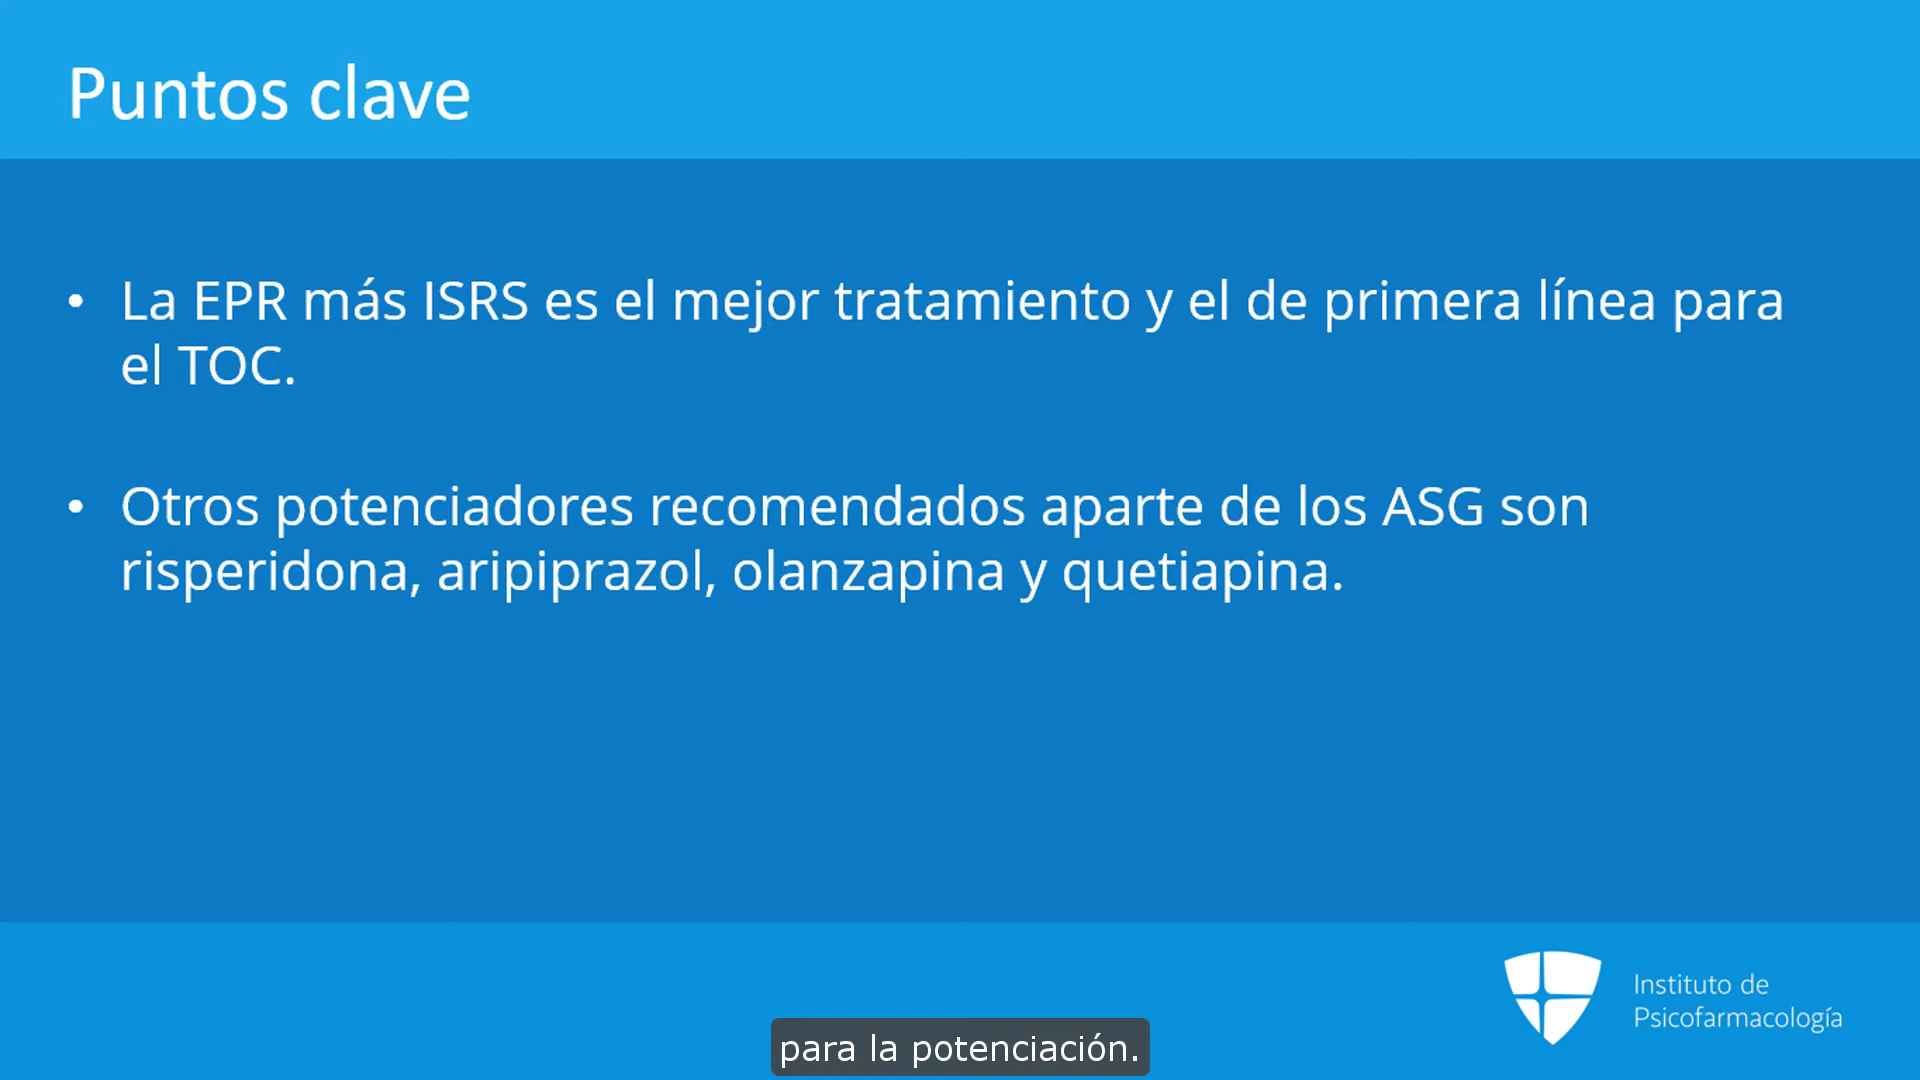 Puntos clave
• La EPR más ISRS es el mejor tratamiento y el de primera línea para
el TOC.
• Otros potenciadores recomendados aparte de los ASG son
risperidona, aripiprazol, olanzapina y quetiapina.
Instituto de
Psicofarmacología
para la potenciación.